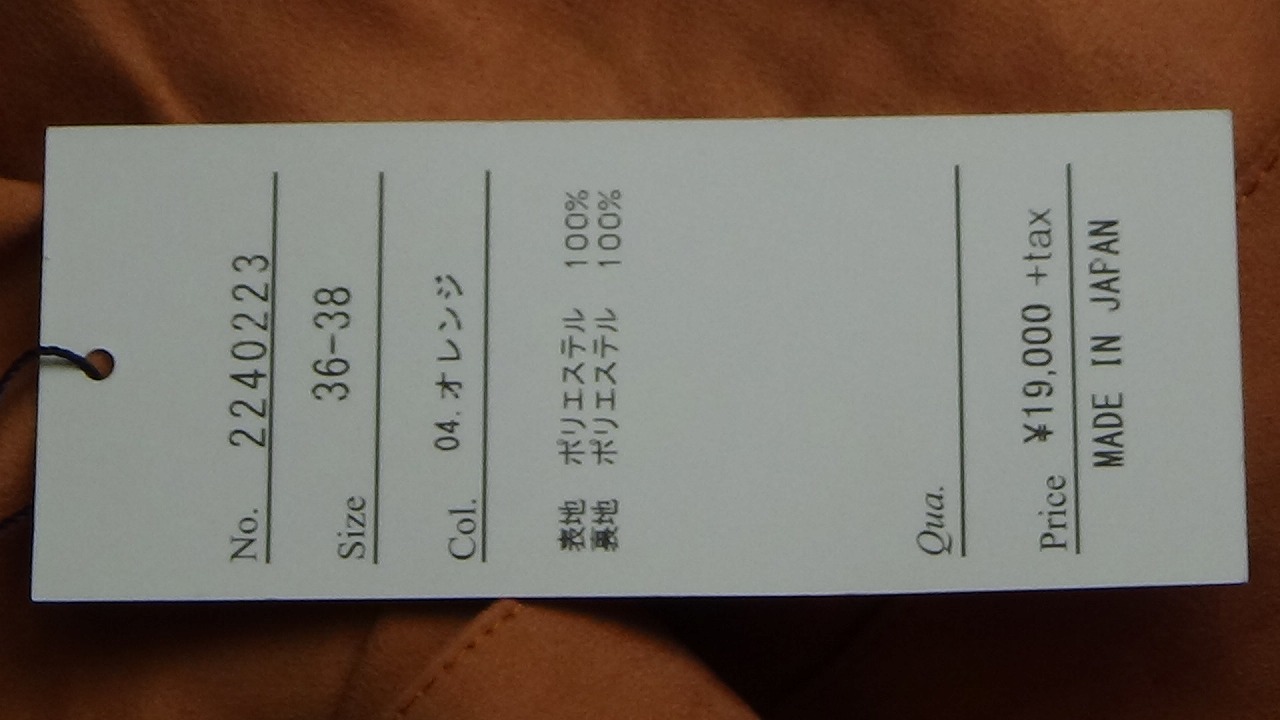 No. 2240223
Size 36-38
Col. 04.オレンジ
表地 ポリエステル 100%
裏地 ポリエステル 100%
Qua.
Price ¥19,000 +tax
MADE IN JAPAN